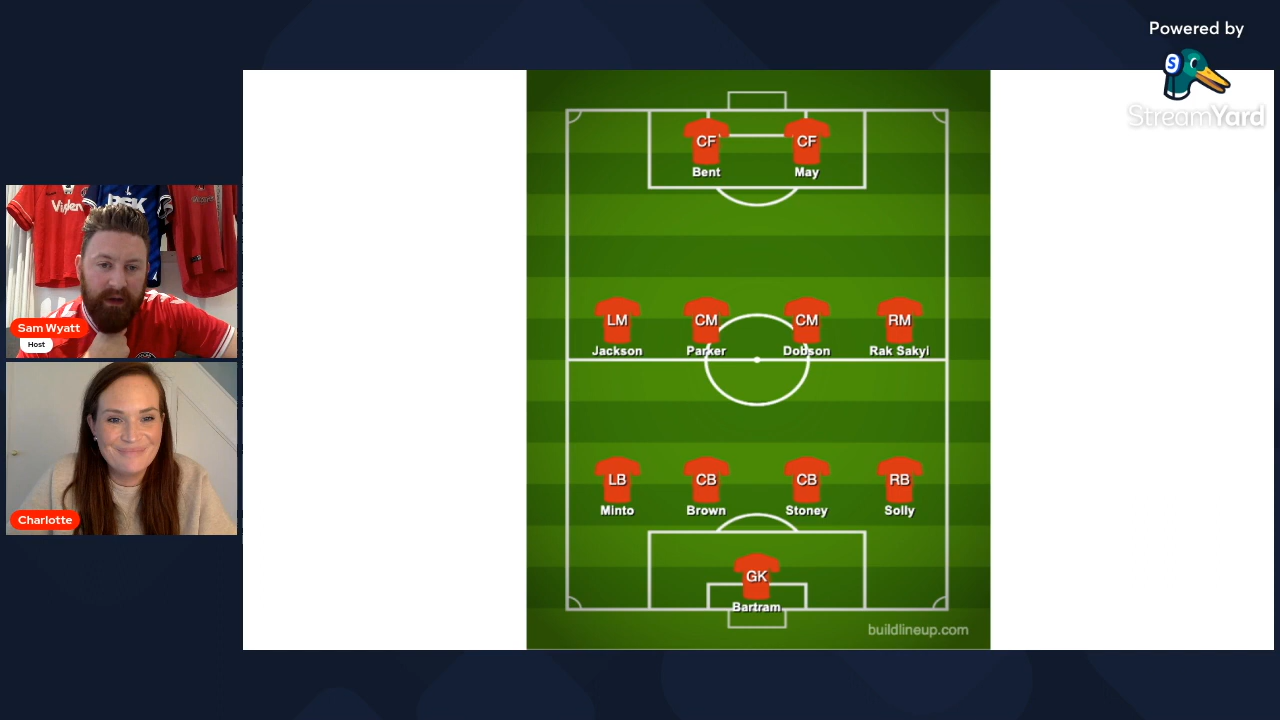 Powered by
StreamYard
CF CF
Bent May
LM CM CM RM
Jackson Parker Dobson Rak Sakyi
LB CB CB RB
Minto Brown Stoney Solly
GK
Bartram
buildlineup.com
Sam Wyatt
Host
Charlotte